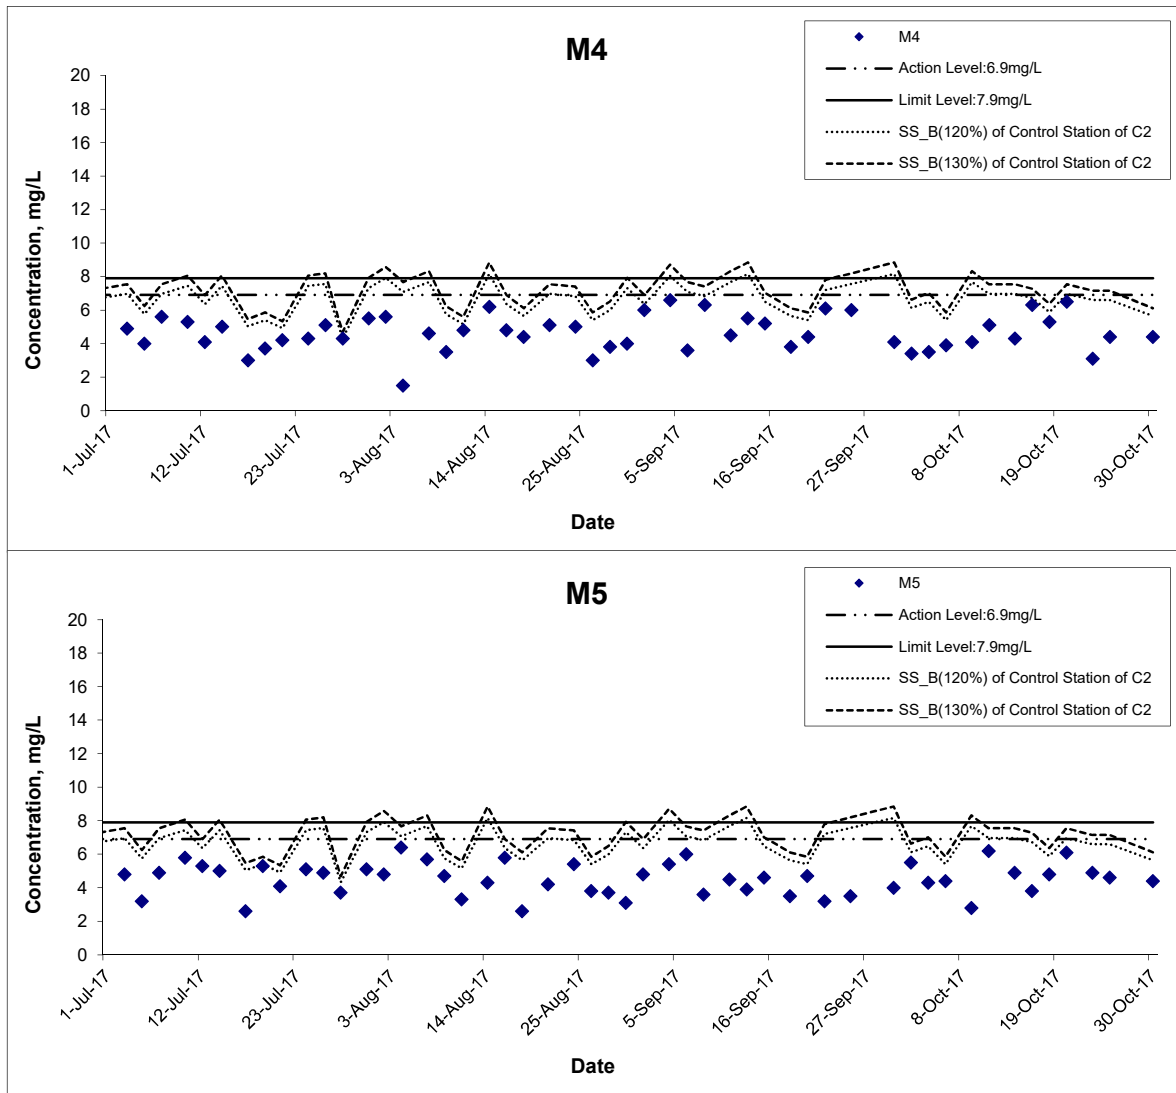 M4
M4
Action Level:6.9mg/L
Limit Level:7.9mg/L
SS_B(120%) of Control Station of C2
SS_B(130%) of Control Station of C2
Concentration, mg/L
20
18
16
14
12
10
8
6
4
2
0
1-Jul-17
12-Jul-17
23-Jul-17
3-Aug-17
14-Aug-17
25-Aug-17
5-Sep-17
16-Sep-17
27-Sep-17
8-Oct-17
19-Oct-17
30-Oct-17
Date
M5
M5
Action Level:6.9mg/L
Limit Level:7.9mg/L
SS_B(120%) of Control Station of C2
SS_B(130%) of Control Station of C2
Concentration, mg/L
20
18
16
14
12
10
8
6
4
2
0
1-Jul-17
12-Jul-17
23-Jul-17
3-Aug-17
14-Aug-17
25-Aug-17
5-Sep-17
16-Sep-17
27-Sep-17
8-Oct-17
19-Oct-17
30-Oct-17
Date